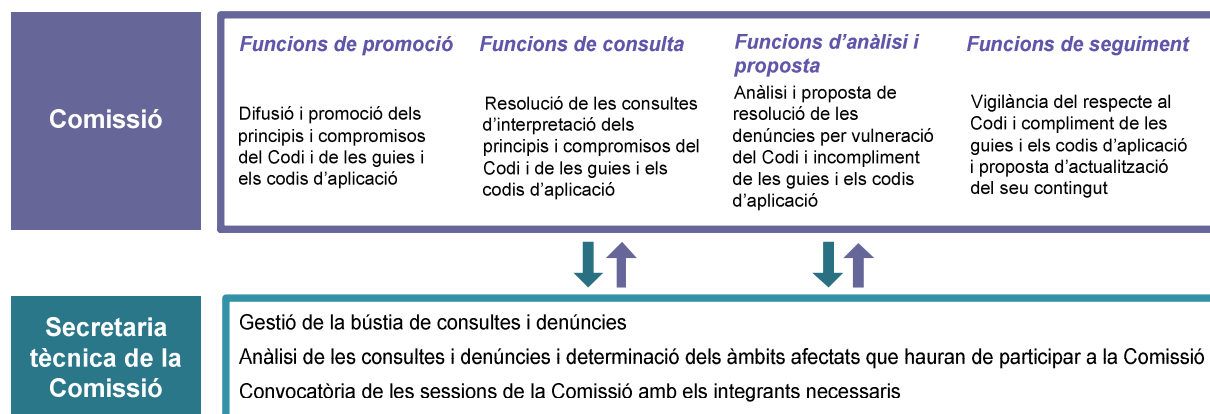 Comissió
Funcions de promoció
Difusió i promoció dels
principis i compromisos
del Codi i de les guies i
els codis d’aplicació
Funcions de consulta
Resolució de les consultes
d’interpretació dels
principis i compromisos del
Codi i de les guies i els
codis d’aplicació
Funcions d’anàlisi i
proposta
Anàlisi i proposta de
resolució de les
denúncies per vulneració
del Codi i incompliment
de les guies i els codis
d’aplicació
Funcions de seguiment
Vigilància del respecte al
Codi i compliment de les
guies i els codis d’aplicació
i proposta d’actualització
del seu contingut
Secretaria
tècnica de la
Comissió
Gestió de la bústia de consultes i denúncies
Anàlisi de les consultes i denúncies i determinació dels àmbits afectats que hauran de participar a la Comissió
Convocatòria de les sessions de la Comissió amb els integrants necessaris